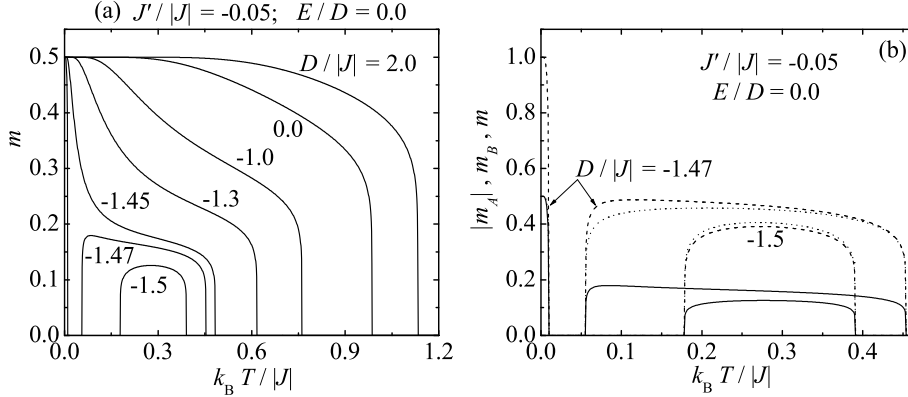 (a) J' / |J| = -0.05; E / D = 0.0
0.5
0.4
0.3
0.2
0.1
0.0
m
D / |J| = 2.0
0.0
-1.0
-1.3
-1.45
-1.47
-1.5
0.0 0.3 0.6 0.9 1.2
k_B T / |J|
(b)
J' / |J| = -0.05
E / D = 0.0
1.0
0.8
0.6
0.4
0.2
0.0
|m_A|, m_B, m
D / |J| = -1.47
-1.5
0.0 0.1 0.2 0.3 0.4
k_B T / |J|